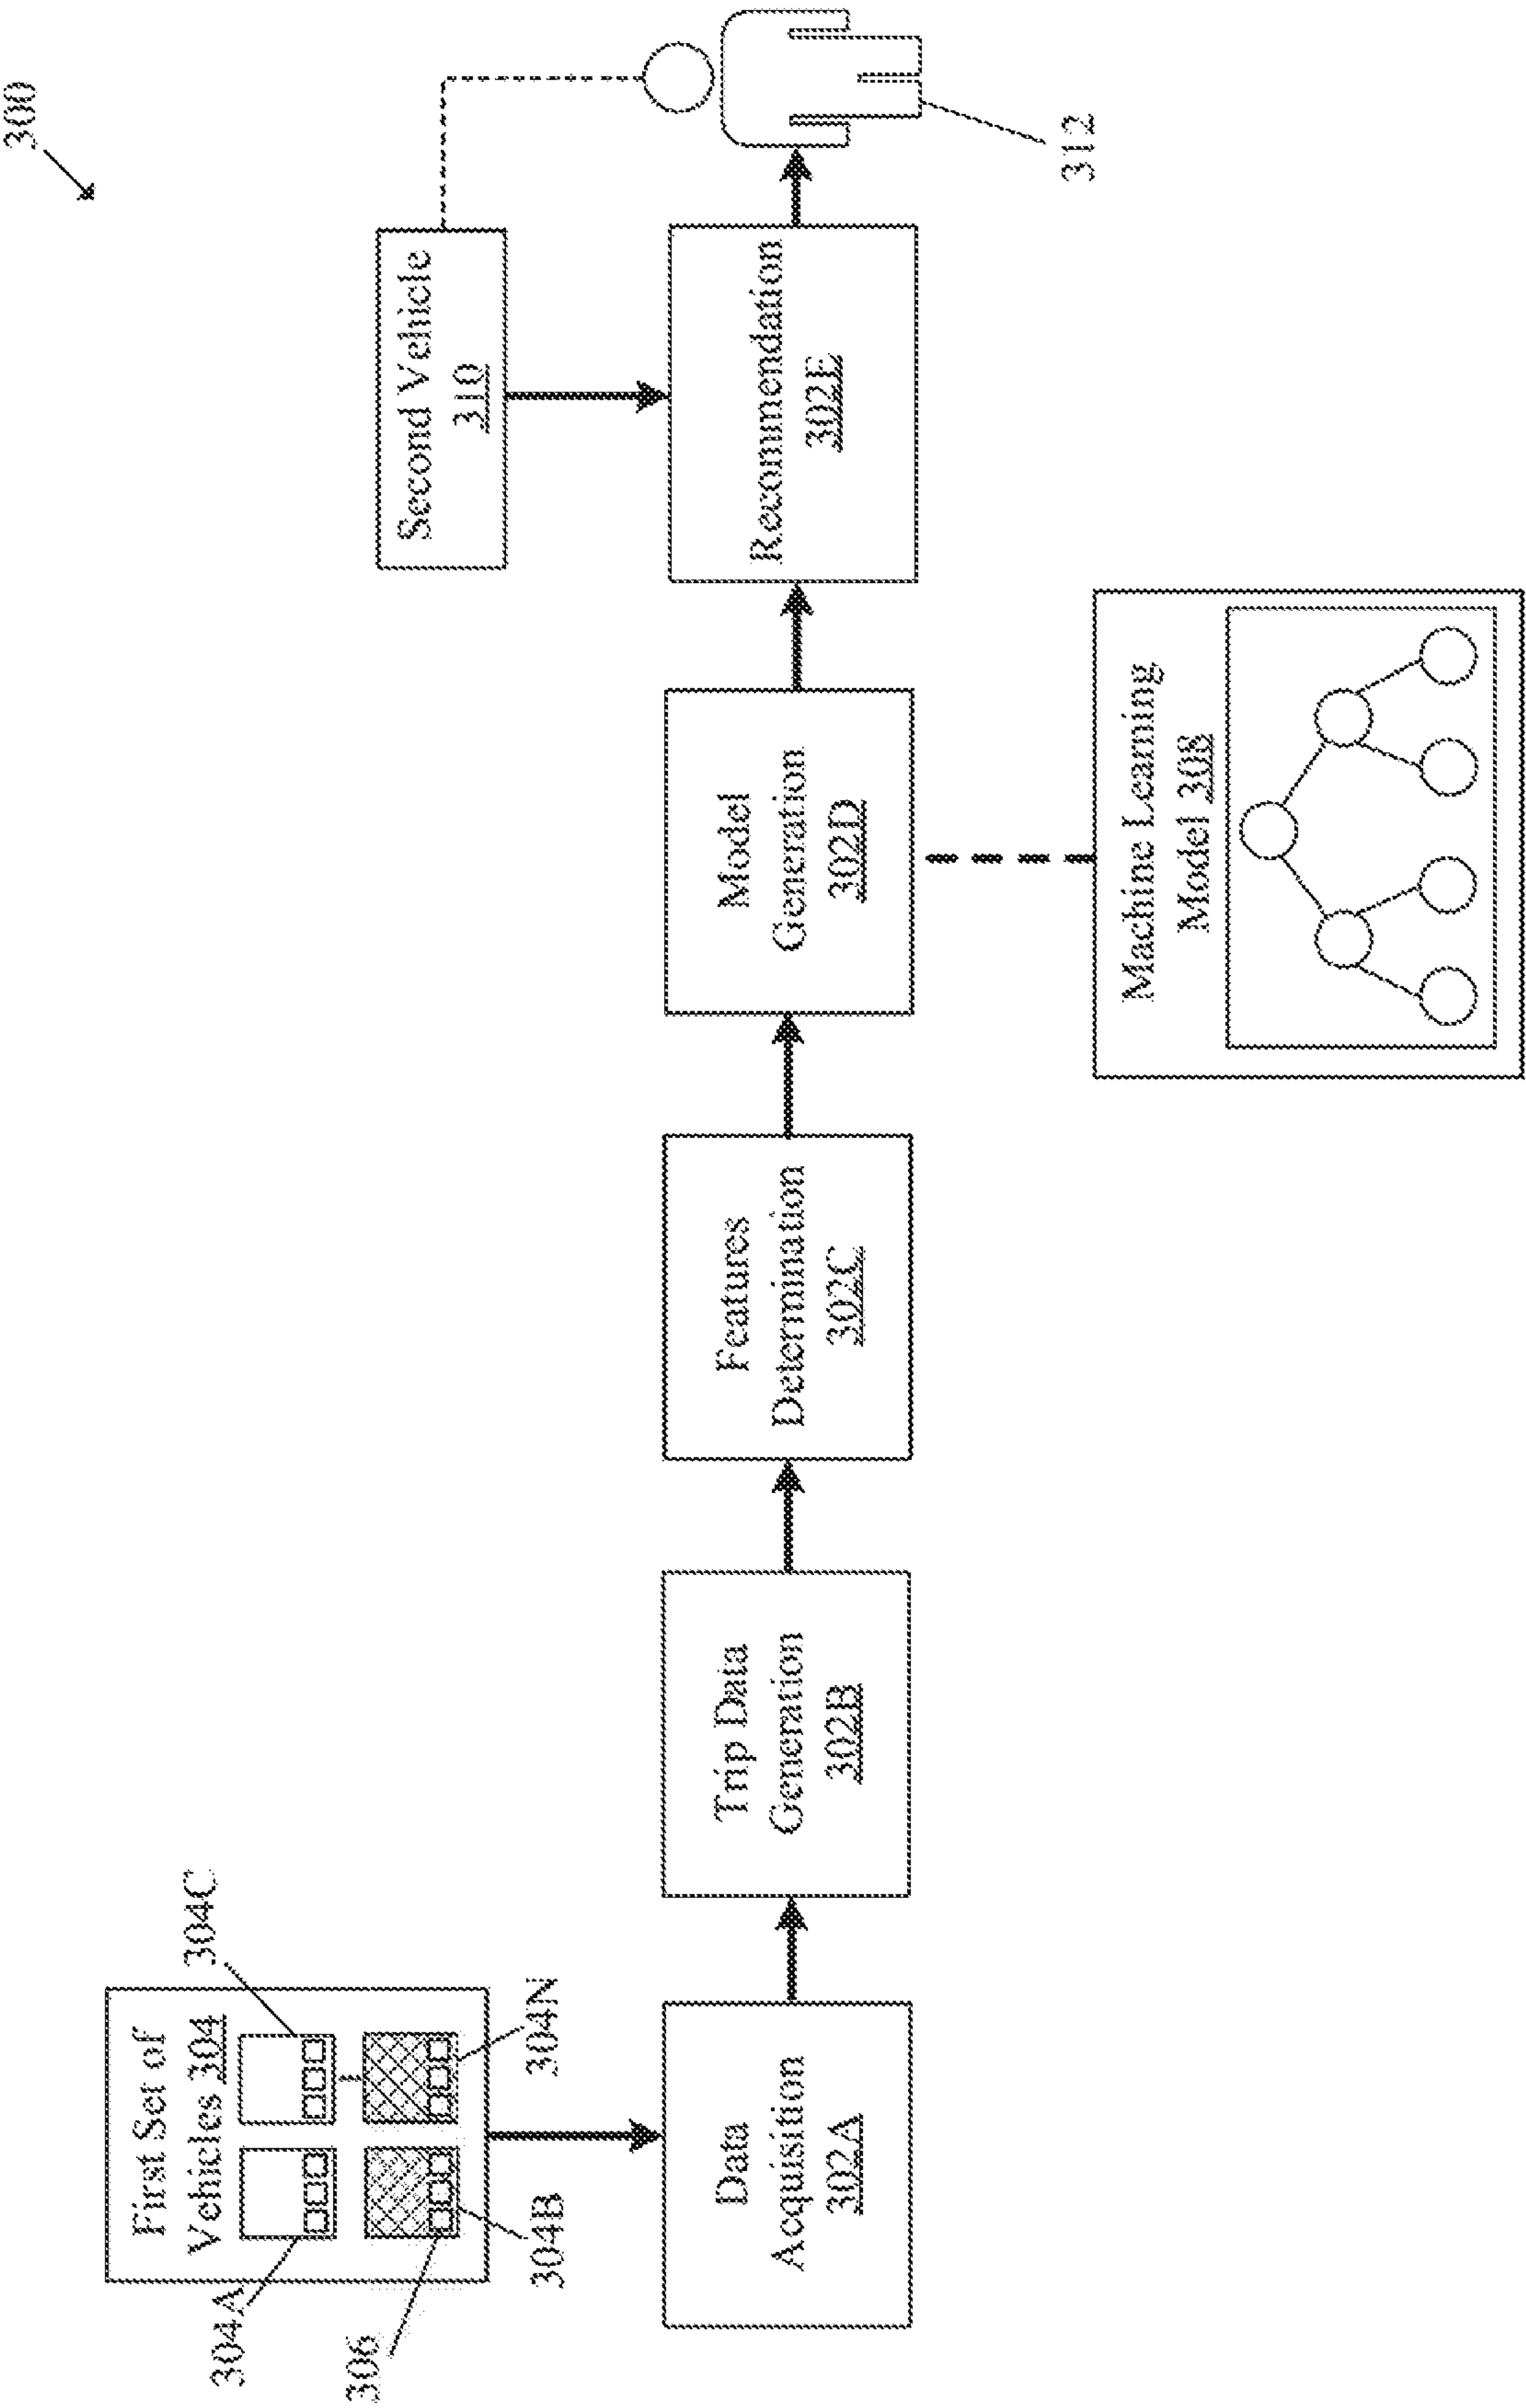 300
First Set of
Vehicles 304
304A
304C
306
304B
304N
Data
Acquisition
302A
Trip Data
Generation
302B
Features
Determination
302C
Model
Generation
302D
Machine Learning
Model 308
Second Vehicle
310
Recommendation
302E
312